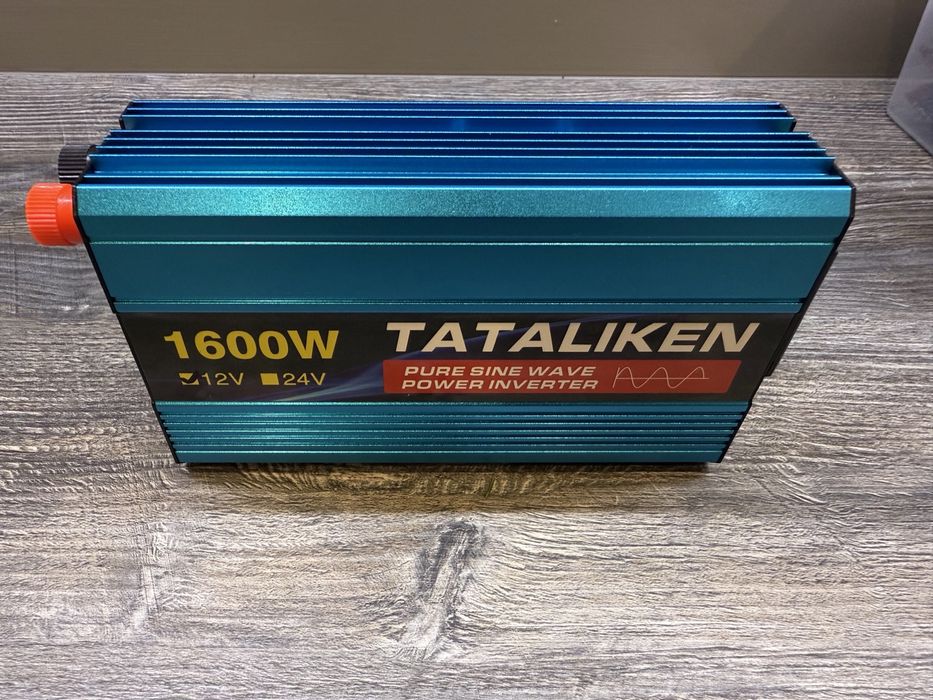 1600W
12V 24V
TATALIKEN
PURE SINE WAVE
POWER INVERTER